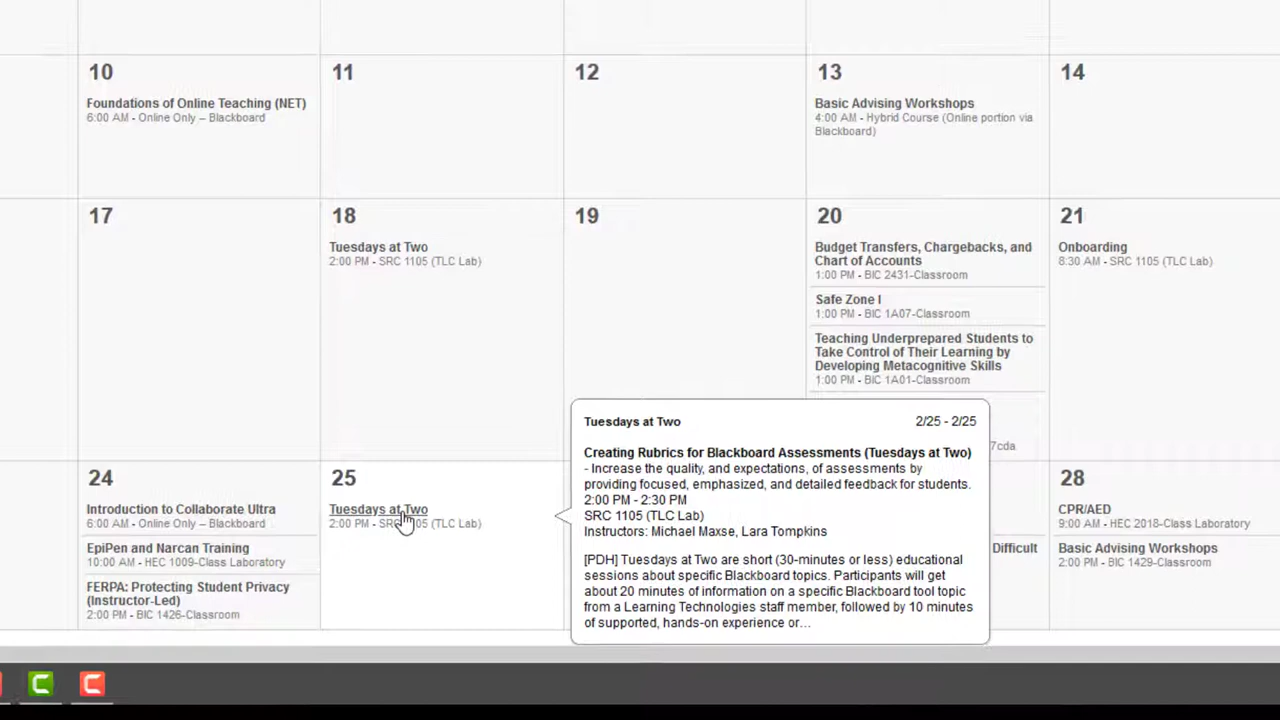 10
Foundations of Online Teaching (NET)
6:00 AM - Online Only – Blackboard
11
12
13
Basic Advising Workshops
4:00 AM - Hybrid Course (Online portion via
Blackboard)
14
17
18
Tuesdays at Two
2:00 PM - SRC 1105 (TLC Lab)
19
20
Budget Transfers, Chargebacks, and
Chart of Accounts
1:00 PM - BIC 2431-Classroom
Safe Zone I
1:00 PM - BIC 1A07-Classroom
Teaching Underprepared Students to
Take Control of Their Learning by
Developing Metacognitive Skills
1:00 PM - BIC 1A01-Classroom
7cda
21
Onboarding
8:30 AM - SRC 1105 (TLC Lab)
24
Introduction to Collaborate Ultra
6:00 AM - Online Only – Blackboard
EpiPen and Narcan Training
10:00 AM - HEC 1009-Class Laboratory
FERPA: Protecting Student Privacy
(Instructor-Led)
2:00 PM - BIC 1426-Classroom
25
Tuesdays at Two
2:00 PM - SRC 1105 (TLC Lab)
Tuesdays at Two 2/25 - 2/25
Creating Rubrics for Blackboard Assessments (Tuesdays at Two)
- Increase the quality, and expectations, of assessments by
providing focused, emphasized, and detailed feedback for students.
2:00 PM - 2:30 PM
SRC 1105 (TLC Lab)
Instructors: Michael Maxse, Lara Tompkins
[PDH] Tuesdays at Two are short (30-minutes or less) educational
sessions about specific Blackboard topics. Participants will get
about 20 minutes of information on a specific Blackboard tool topic
from a Learning Technologies staff member, followed by 10 minutes
of supported, hands-on experience or...
Difficult
28
CPR/AED
9:00 AM - HEC 2018-Class Laboratory
Basic Advising Workshops
2:00 PM - BIC 1429-Classroom
C
C